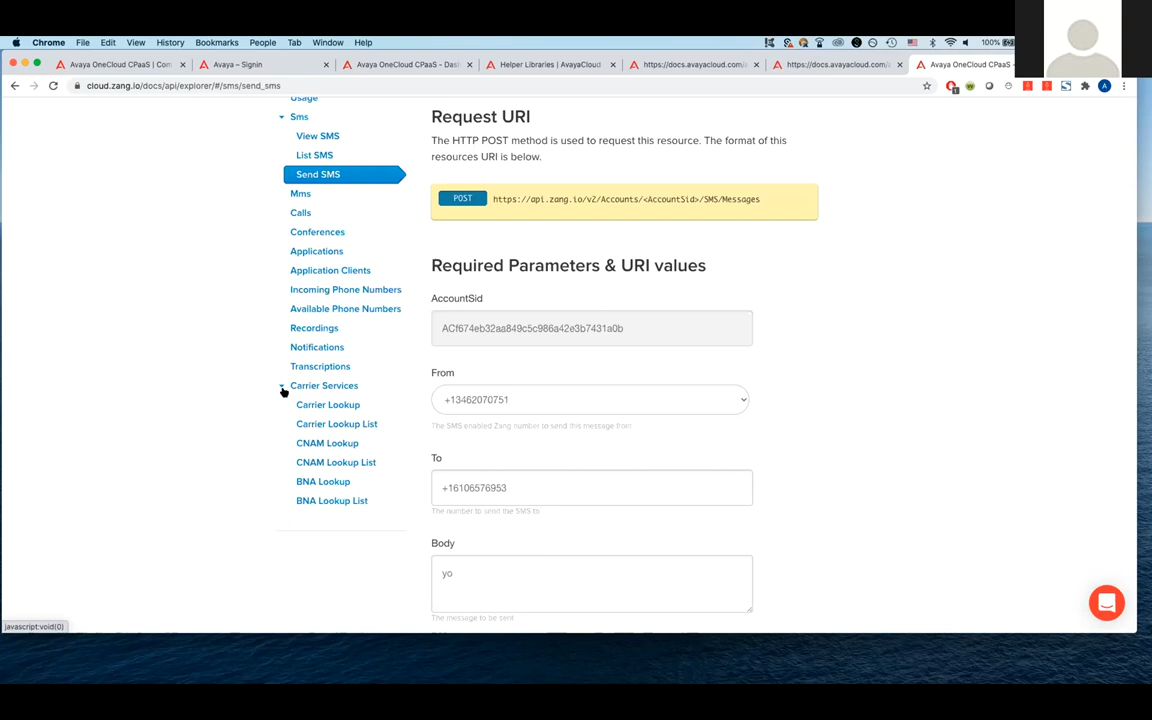 Chrome File Edit View History Bookmarks People Tab Window Help 100%
Avaya OneCloud CPaaS | Com × Avaya – Signin × Avaya OneCloud CPaaS – Das × Helper Libraries | AvayaCloud × https://docs.avayacloud.com/ × https://docs.avayacloud.com/ × Avaya OneCloud CPaaS –
cloud.zang.io/docs/api/explorer/#/sms/send_sms
Usage
Sms
View SMS
List SMS
Send SMS
Mms
Calls
Conferences
Applications
Application Clients
Incoming Phone Numbers
Available Phone Numbers
Recordings
Notifications
Transcriptions
Carrier Services
Carrier Lookup
Carrier Lookup List
CNAM Lookup
CNAM Lookup List
BNA Lookup
BNA Lookup List
Request URI
The HTTP POST method is used to request this resource. The format of this
resources URI is below.
POST https://api.zang.io/v2/Accounts/<AccountSid>/SMS/Messages
Required Parameters & URI values
AccountSid
ACf674eb32aa849c5c986a42e3b7431a0b
From
+13462070751
The SMS enabled Zang number to send this message from
To
+16106576953
The number to send the SMS to
Body
yo
The message to be sent
javascript:void(0)